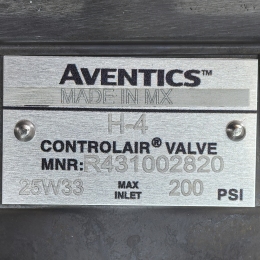 AVENTICS™
MADE IN MX
H-4
CONTROLAIR® VALVE
MNR: R431002820
25W33 MAX INLET 200 PSI